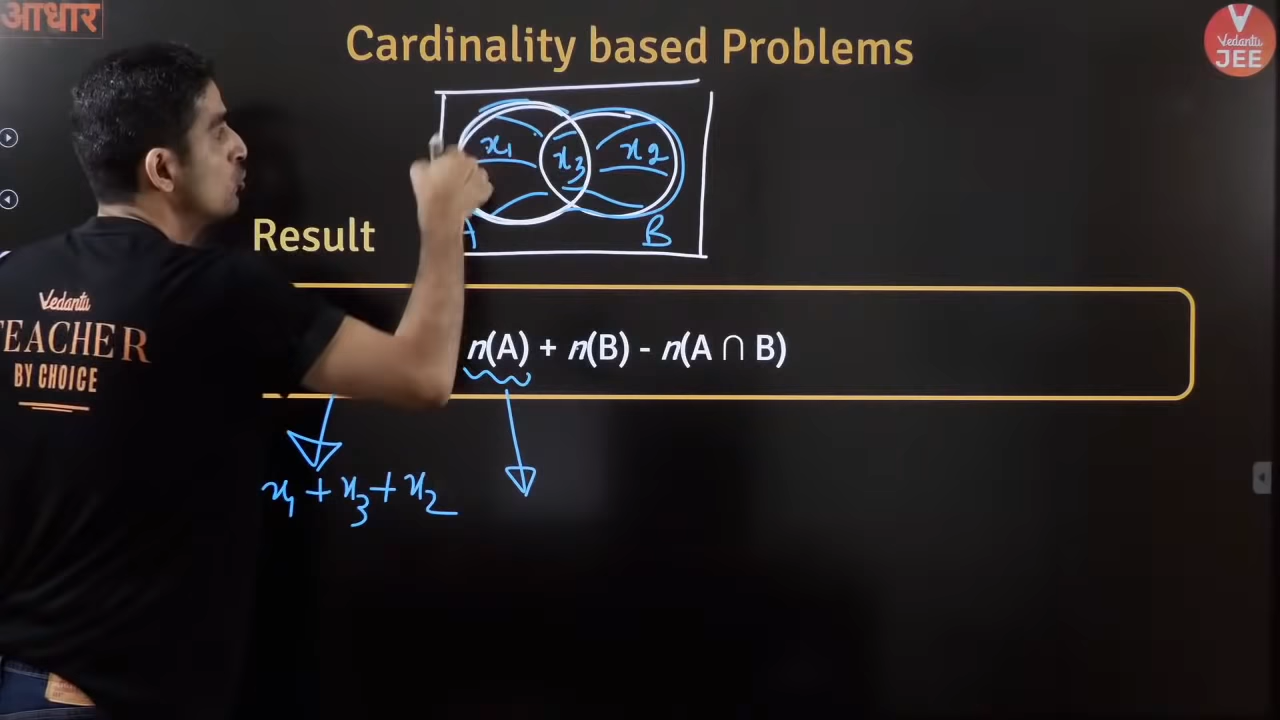 आधार
Cardinality based Problems
Vedantu
JEE
x₁ x₃ x₂
A B
Result
Vedantu
TEACHER
BY CHOICE
n(A) + n(B) - n(A ∩ B)
x₁ + x₃ + x₂